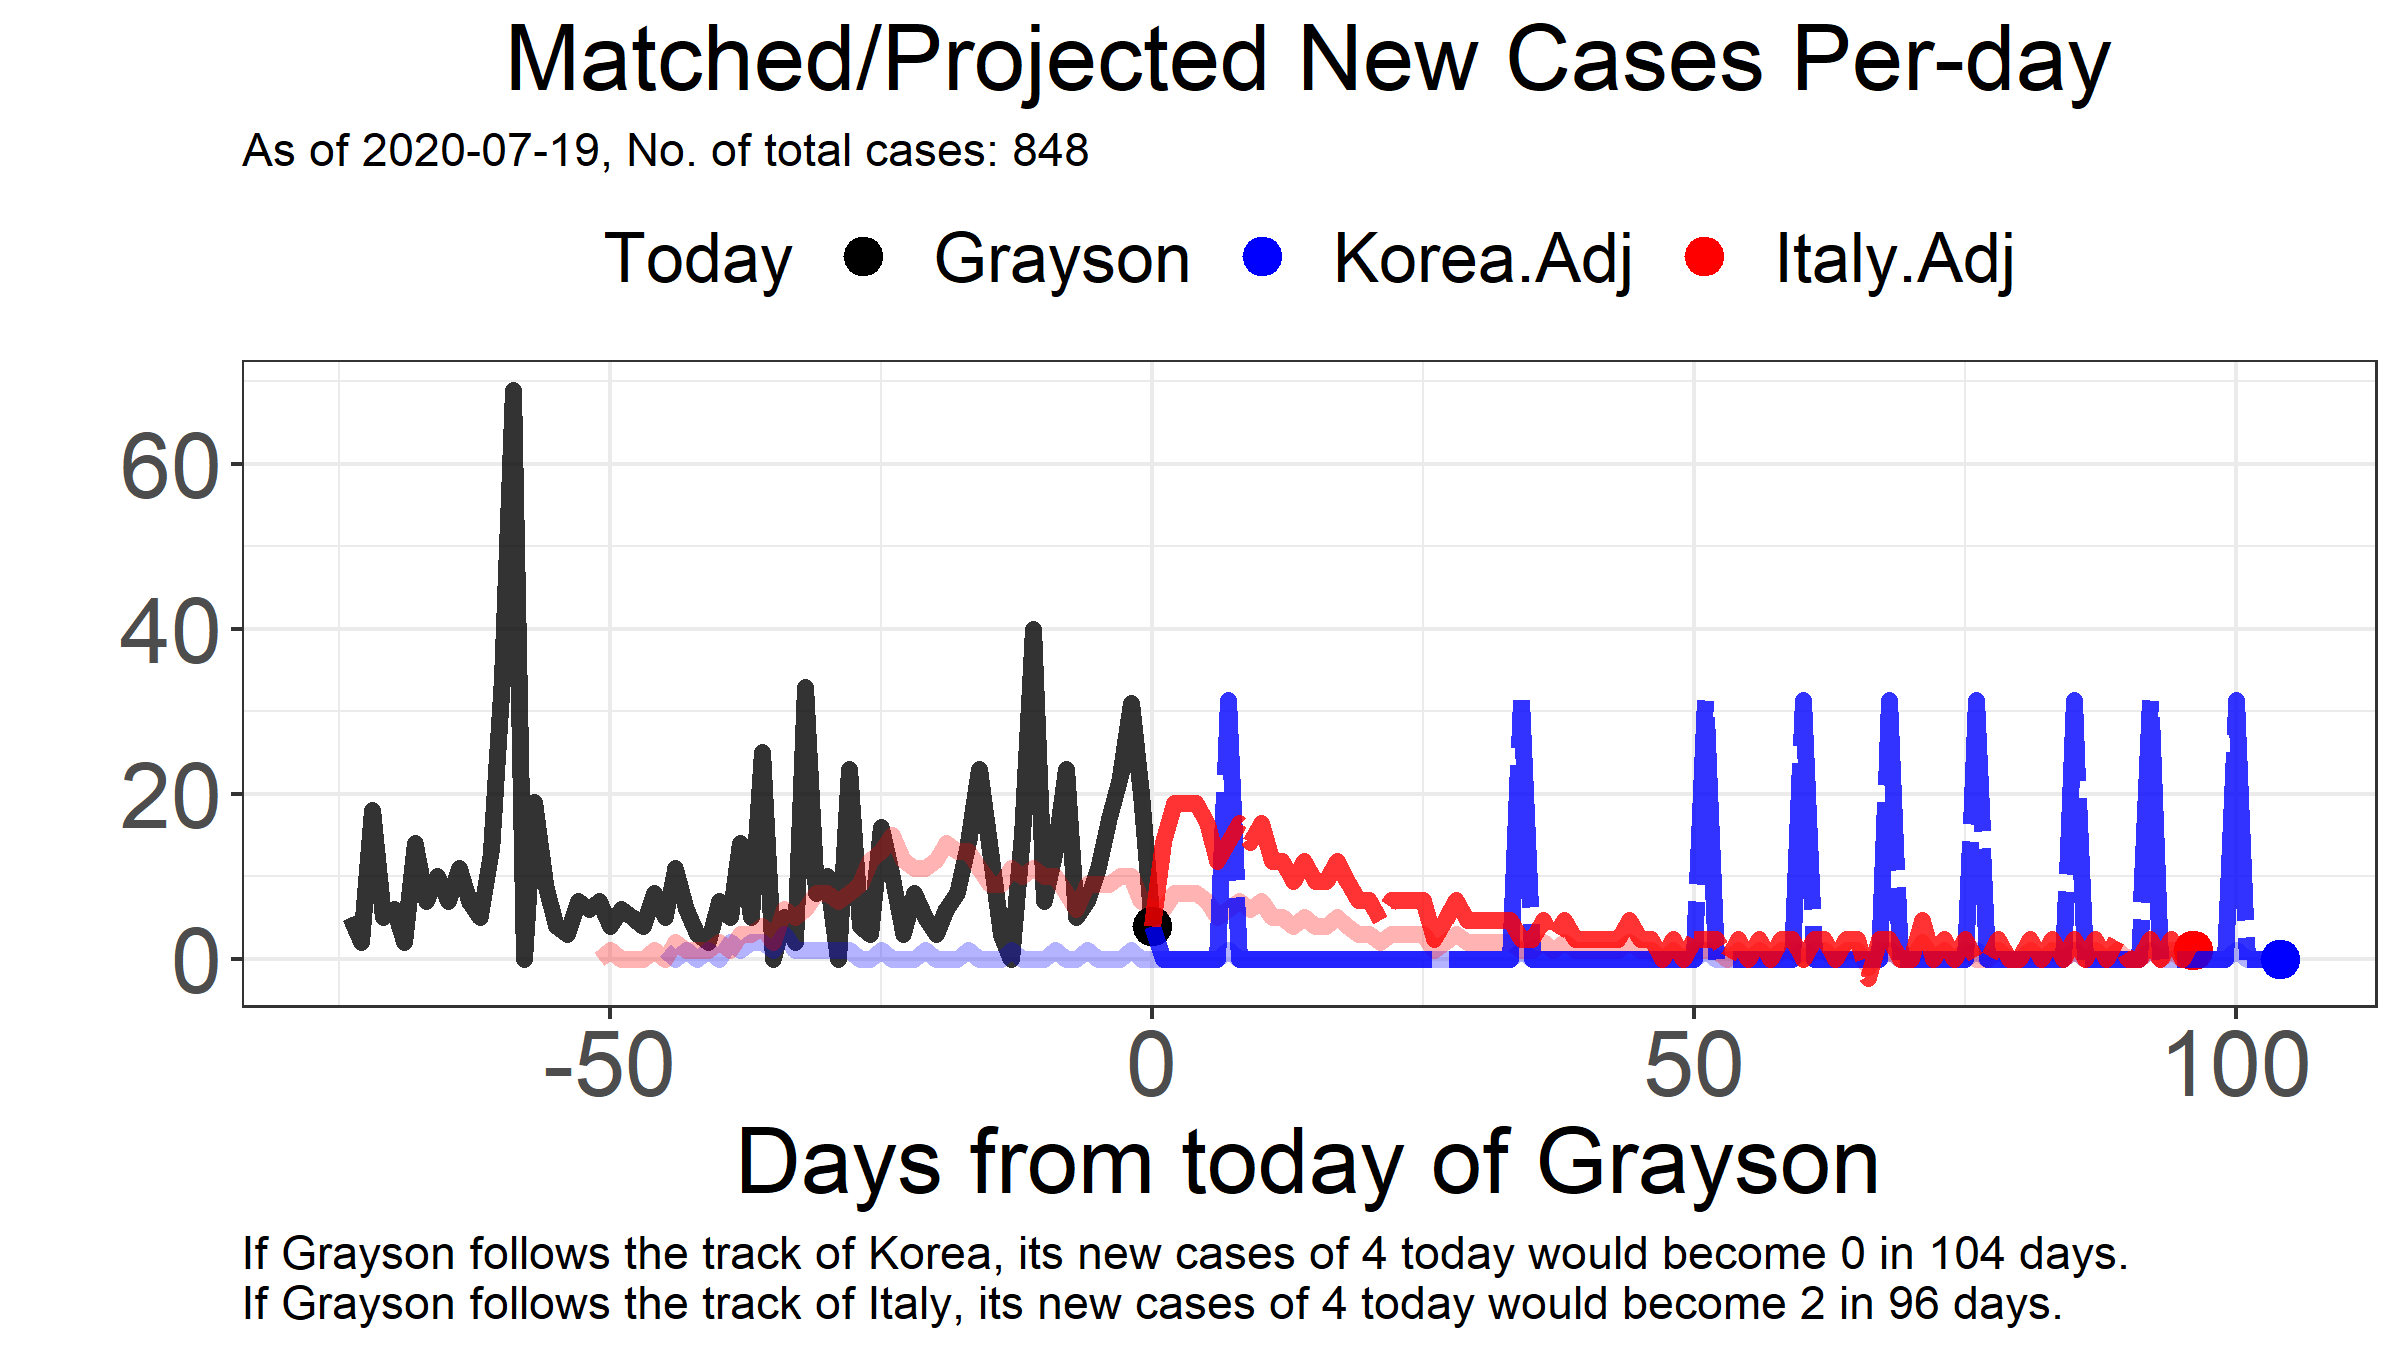 Matched/Projected New Cases Per-day
As of 2020-07-19, No. of total cases: 848
Today Grayson Korea.Adj Italy.Adj
60
40
20
0
-50 0 50 100
Days from today of Grayson
If Grayson follows the track of Korea, its new cases of 4 today would become 0 in 104 days.
If Grayson follows the track of Italy, its new cases of 4 today would become 2 in 96 days.